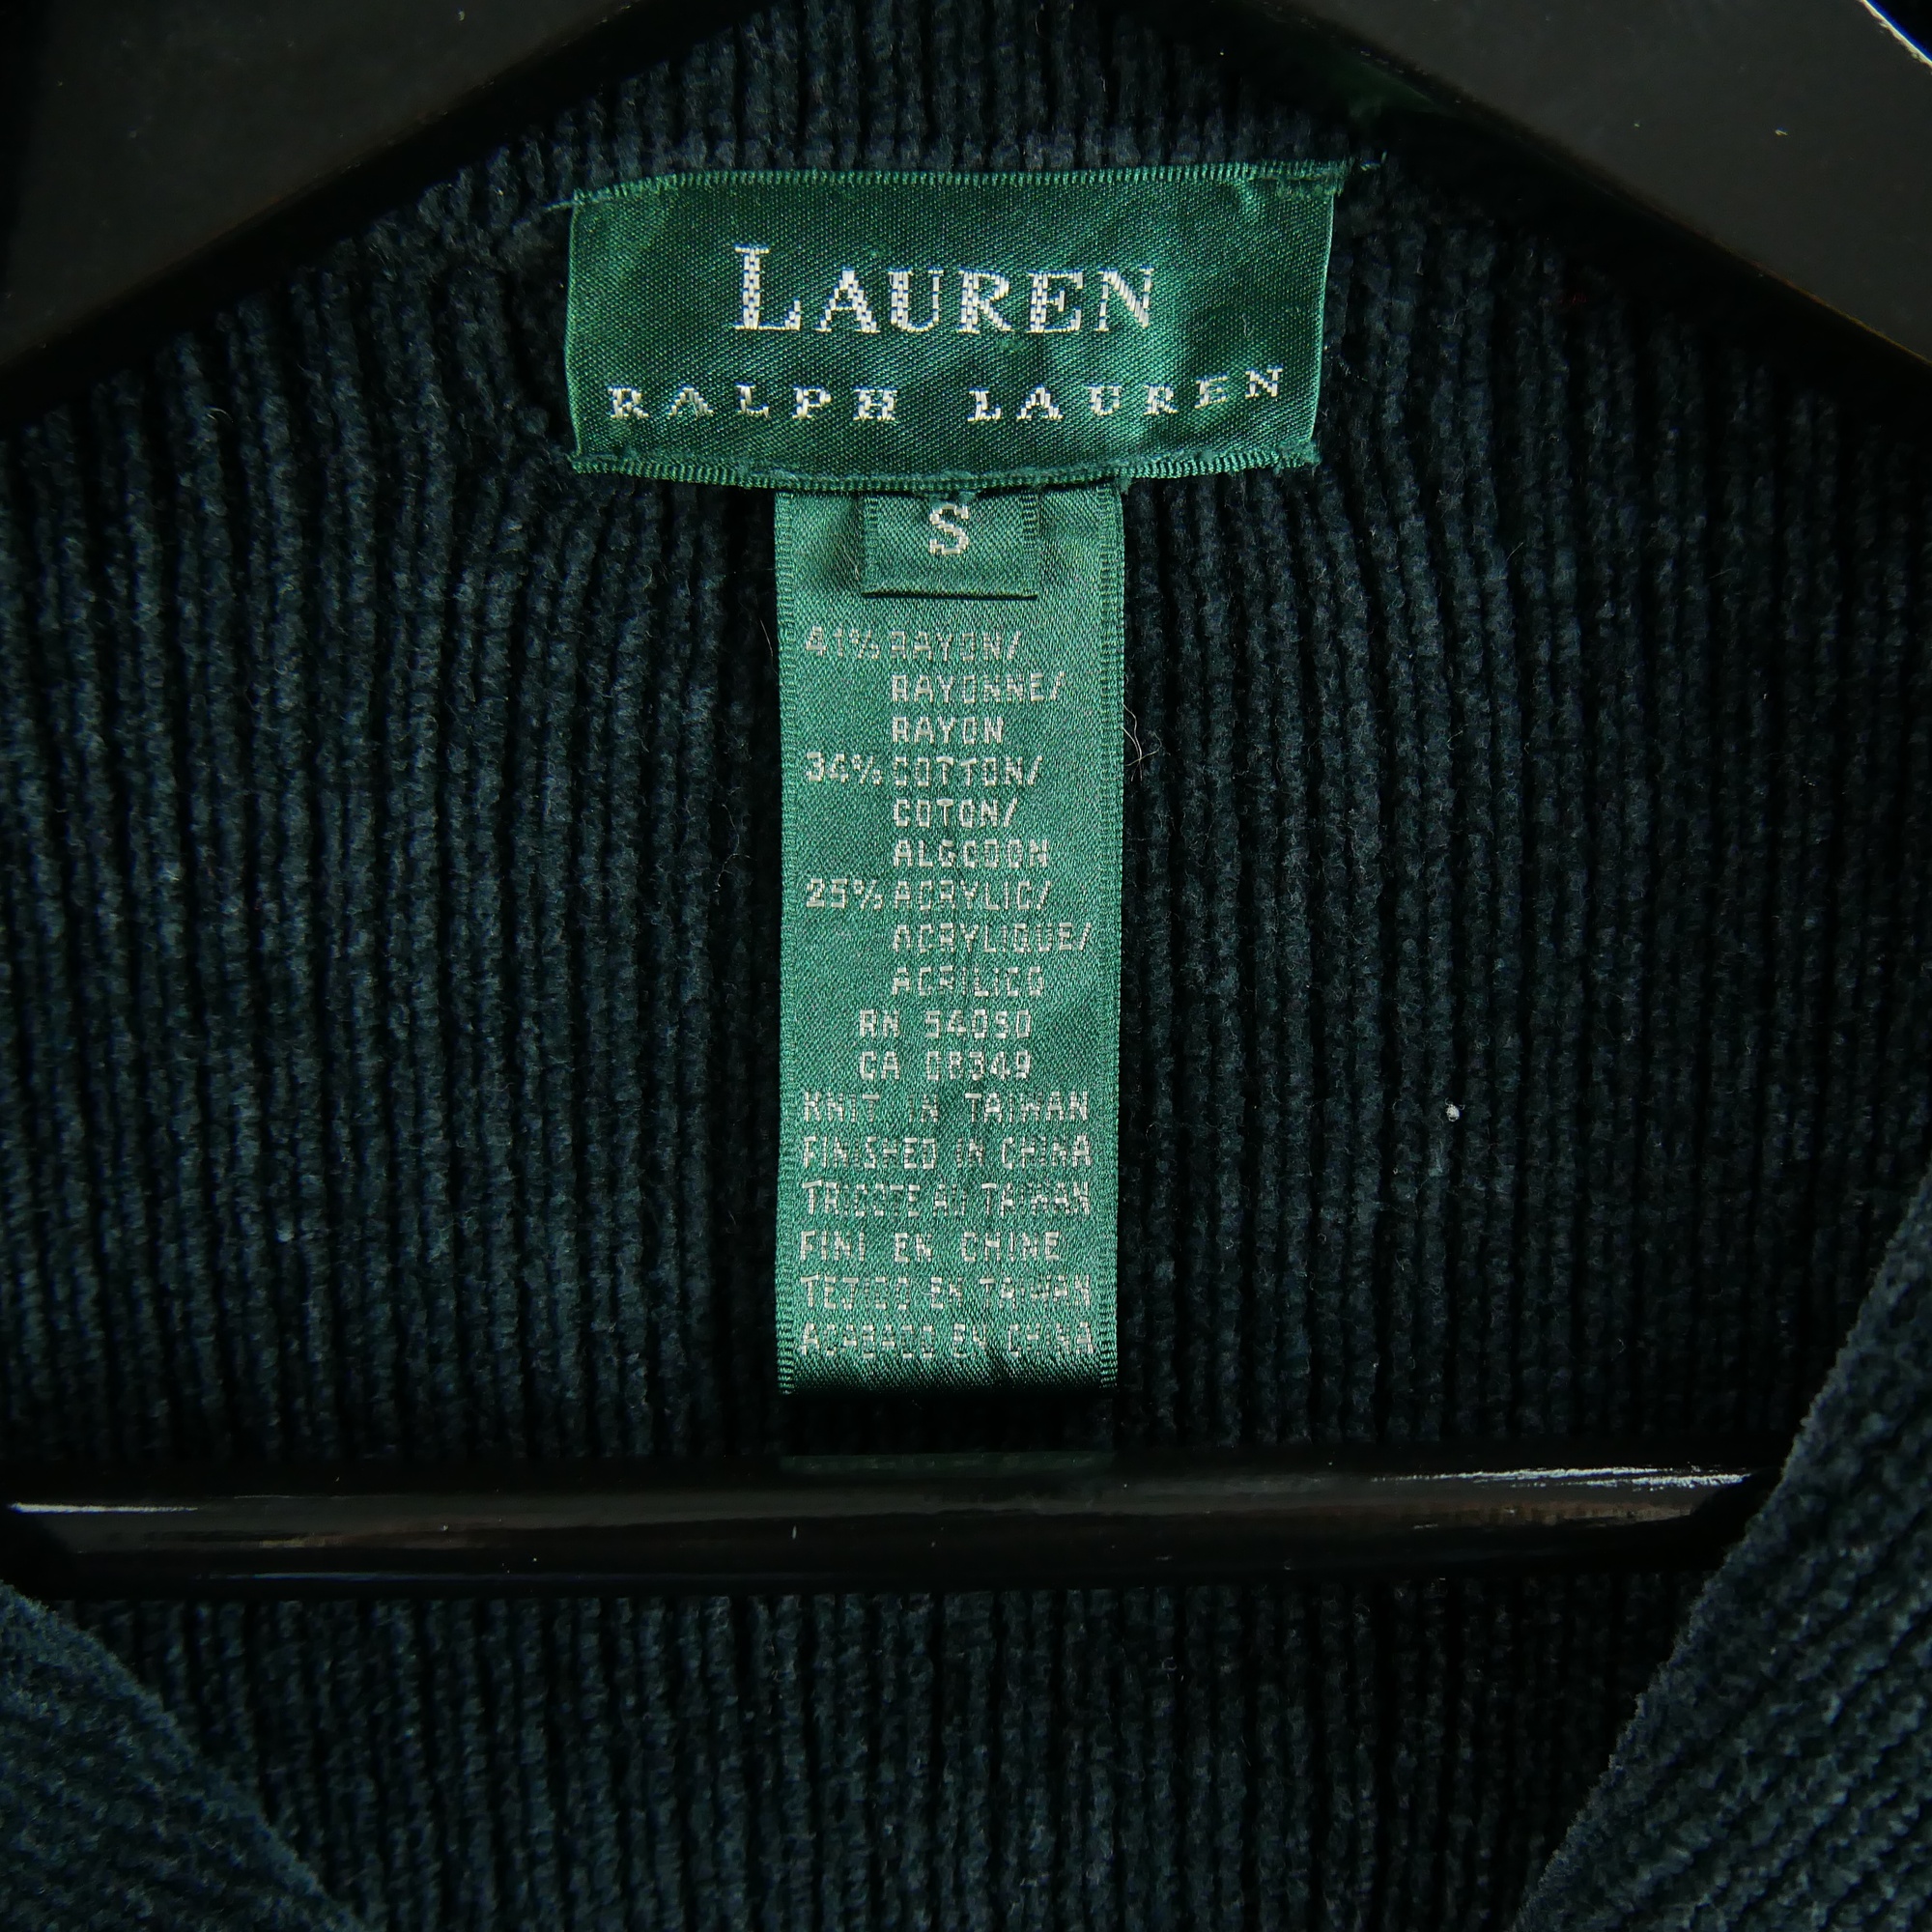 LAUREN
RALPH LAUREN
S
41% RAYON/
RAYONNE/
RAYON
34% COTTON/
COTON/
ALGODON
25% ACRYLIC/
ACRYLIQUE/
ACRILICO
RN 54050
CA 08349
KNIT IN TAIWAN
FINISHED IN CHINA
TRICOTE AU TAIWAN
FINI EN CHINE
TEJIDO EN TAIWAN
ACABADO EN CHINA